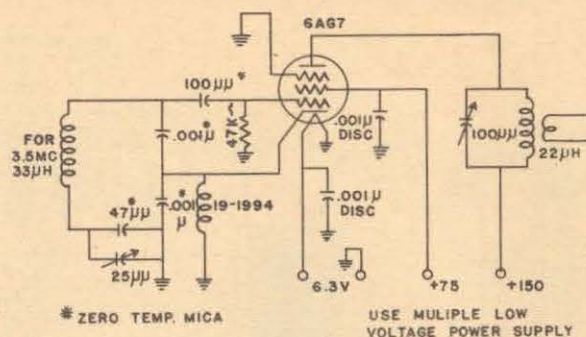 6AG7
100µµ*
FOR
3.5MC
33µH
.001µ*
47K
.001µ
DISC
100µµ
22µH
47µµ*
.001*
µ
19-1994
.001µ
DISC
25µµ
6.3V
+75
+150
* ZERO TEMP. MICA
USE MULIPLE LOW
VOLTAGE POWER SUPPLY